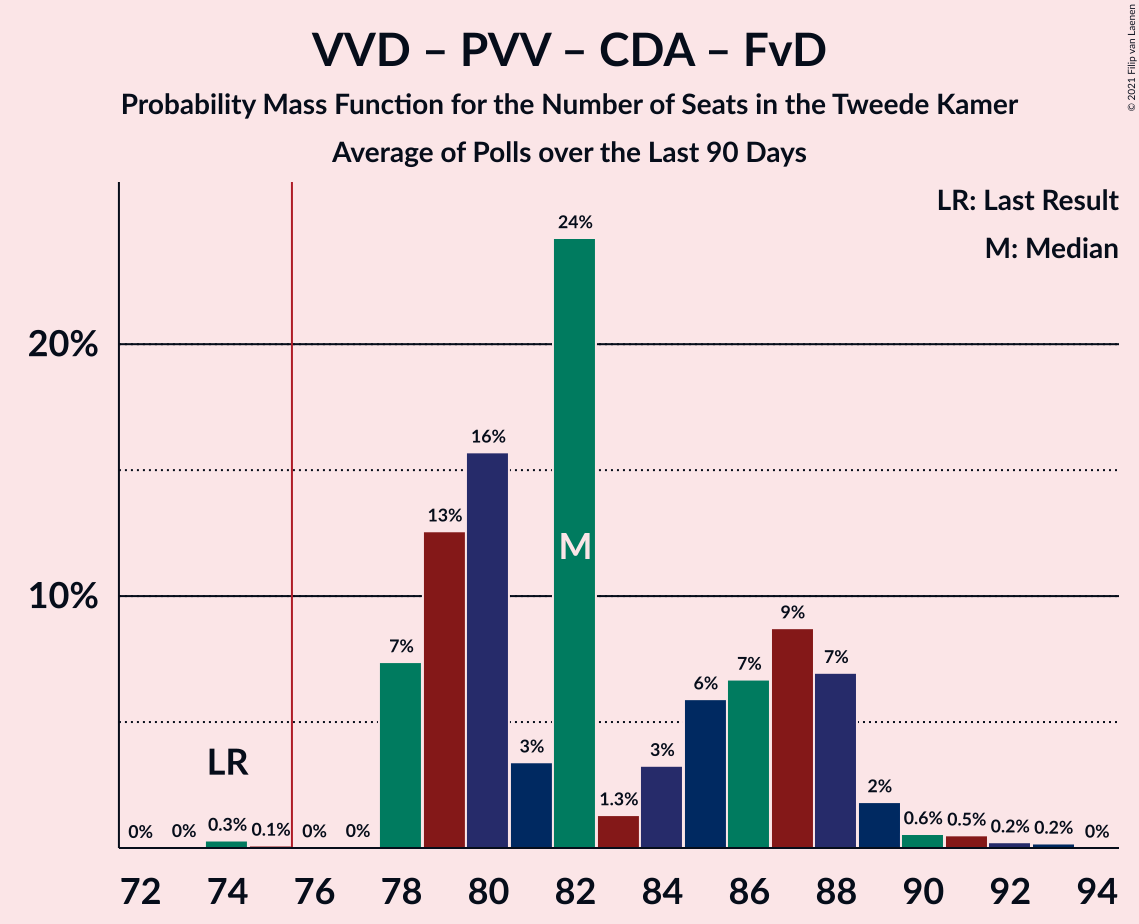 VVD – PVV – CDA – FvD
Probability Mass Function for the Number of Seats in the Tweede Kamer
Average of Polls over the Last 90 Days
© 2021 Filip van Laenen
LR: Last Result
M: Median
20%
10%
0% 0% 0.3% 0.1% 0% 0% 7% 13% 16% 3% 24% 1.3% 3% 6% 7% 9% 7% 2% 0.6% 0.5% 0.2% 0.2% 0%
LR
M
72 74 76 78 80 82 84 86 88 90 92 94